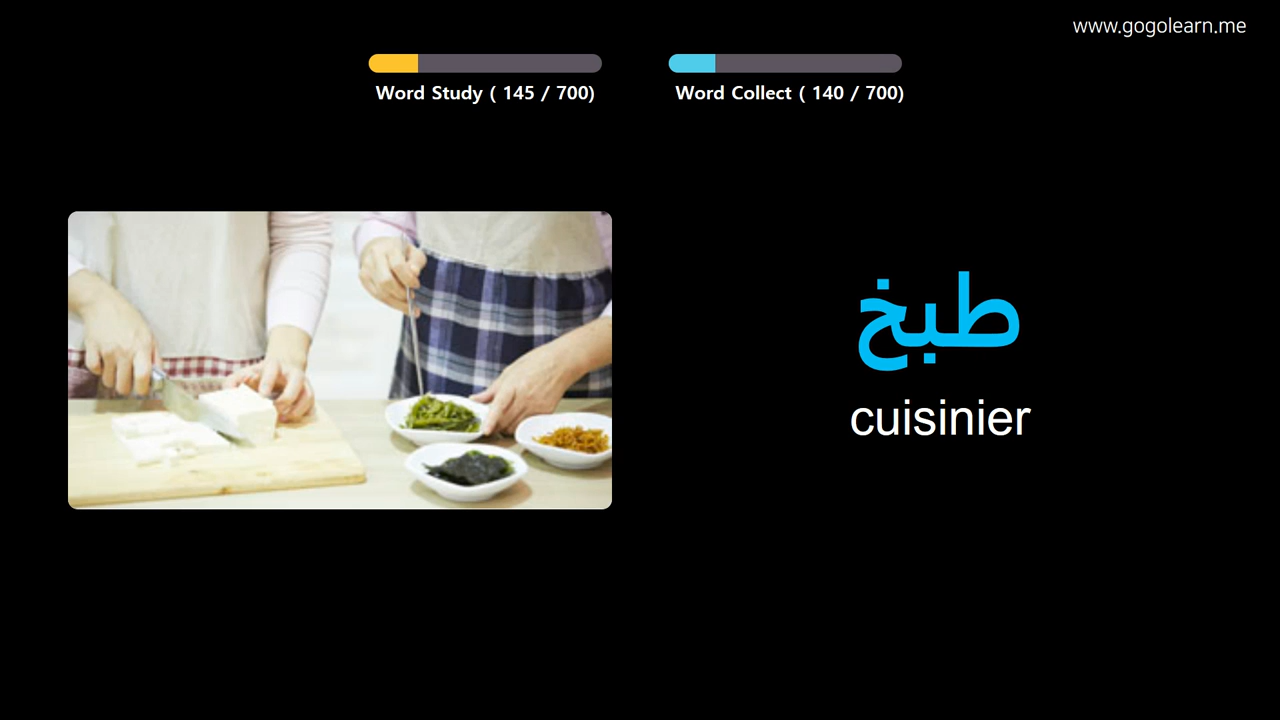 www.gogolearn.me
Word Study ( 145 / 700)
Word Collect ( 140 / 700)
طبخ
cuisinier